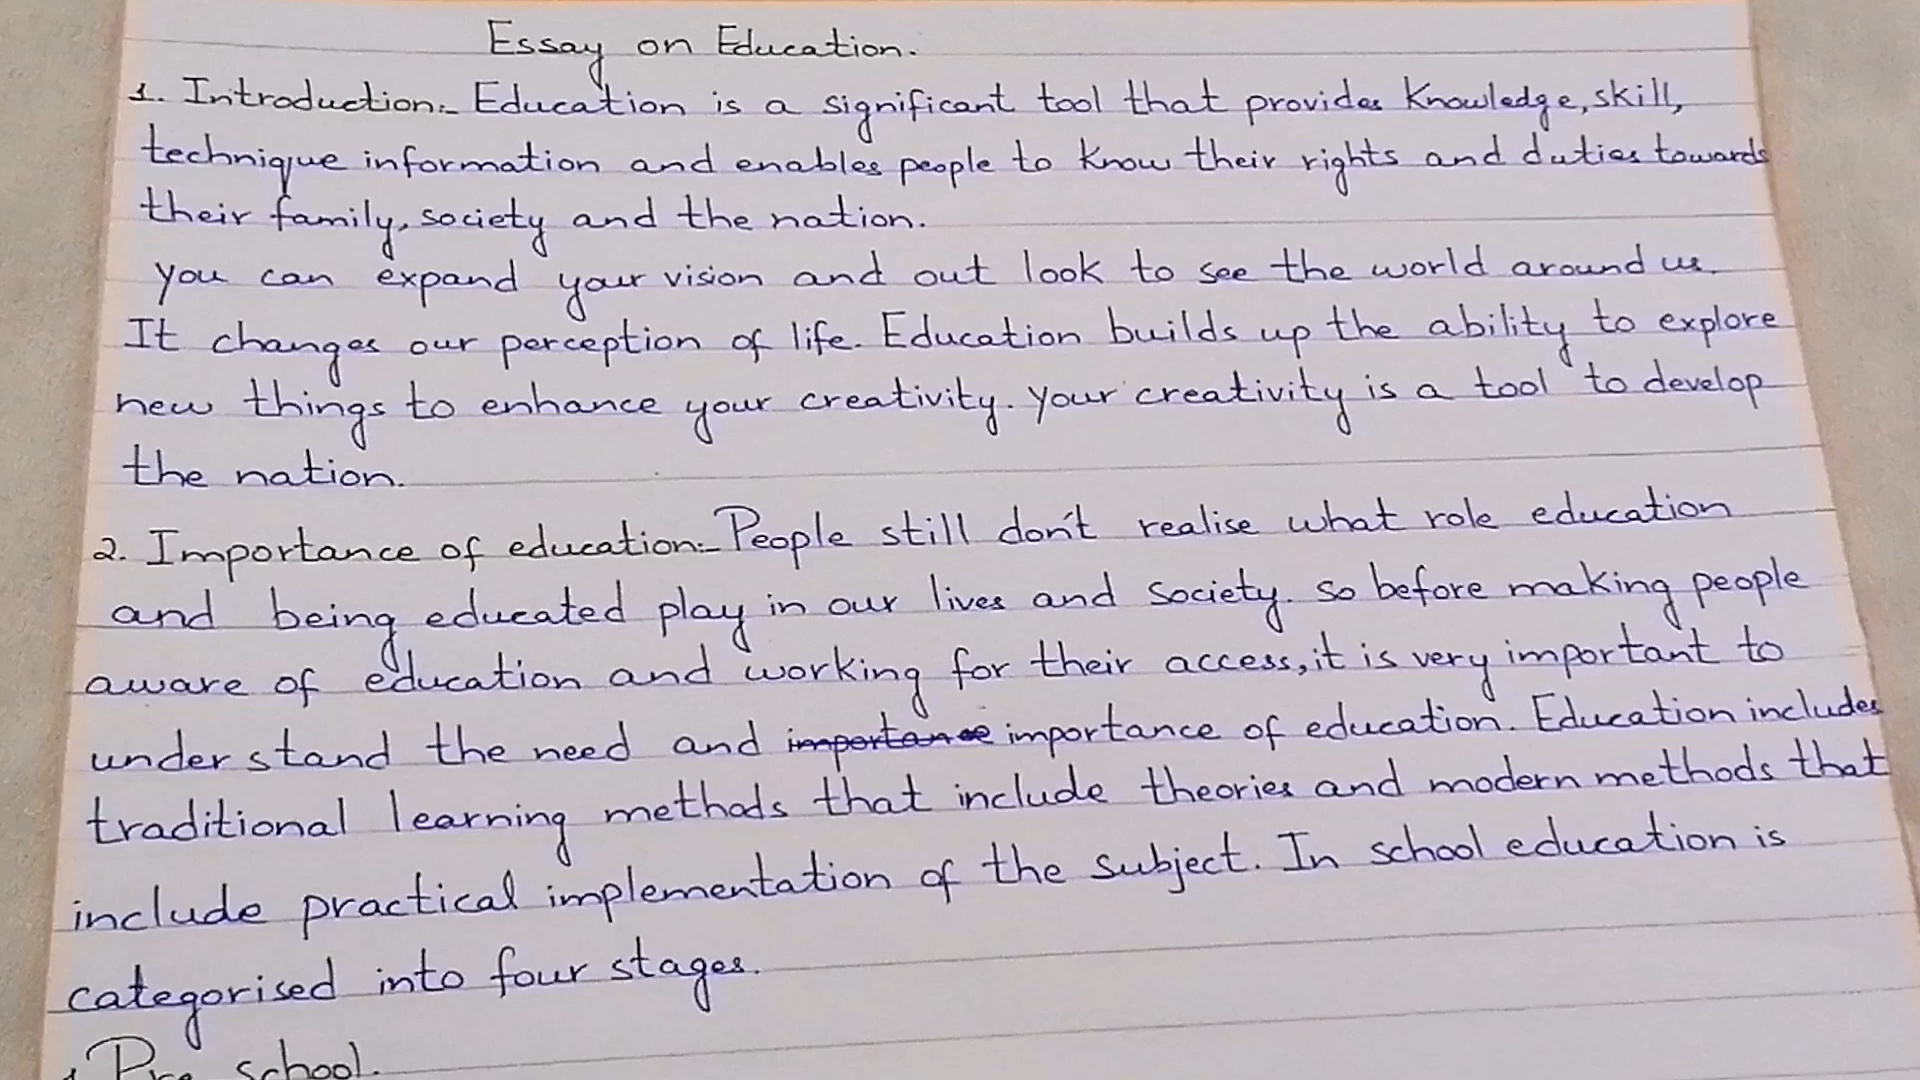 Essay on Education.
1. Introduction:- Education is a significant tool that provides knowledge, skill,
technique information and enables people to know their rights and duties towards
their family, society and the nation.
you can expand your vision and out look to see the world around us.
It changes our perception of life. Education builds up the ability to explore
new things to enhance your creativity. your creativity is a tool to develop
the nation.
2. Importance of education:- People still don't realise what role education
and being educated play in our lives and society. so before making people
aware of education and working for their access, it is very important to
under stand the need and importance importance of education. Education includes
traditional learning methods that include theories and modern methods that
include practical implementation of the subject. In school education is
categorised into four stages.
1 Pre school.